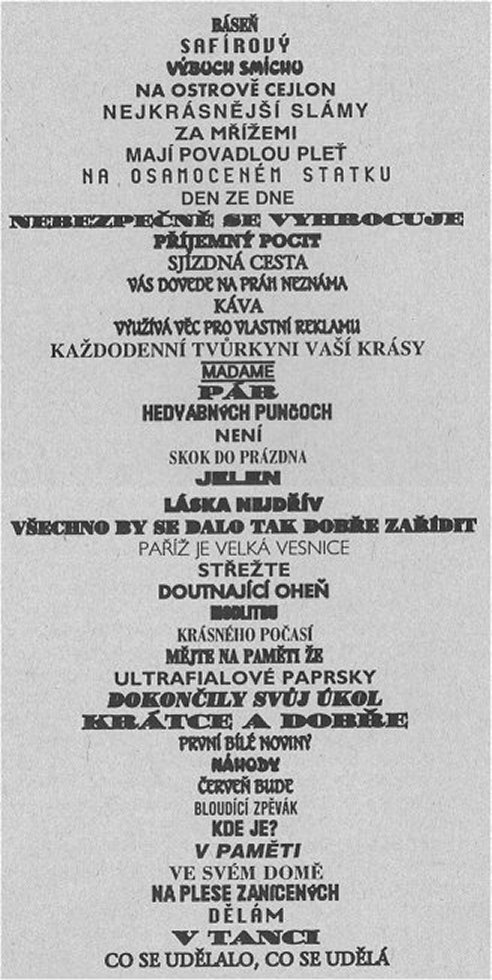 BÁSEŇ
SAFÍROVÝ
VÝBUCH SMÍCHU
NA OSTROVĚ CEJLON
NEJKRÁSNĚJŠÍ SLÁMY
ZA MŘÍŽEMI
MAJÍ POVADLOU PLEŤ
NA OSAMOCENÉM STATKU
DEN ZE DNE
NEBEZPEČNĚ SE VYHROCUJE
PŘÍJEMNÝ POCIT
SJÍZDNÁ CESTA
VÁS DOVEDE NA PRÁH NEZNÁMA
KÁVA
VYUŽÍVÁ VĚC PRO VLASTNÍ REKLAMU
KAŽDODENNÍ TVŮRKYNI VAŠÍ KRÁSY
MADAME
PÁR
HEDVÁBNÝCH PUNČOCH
NENÍ
SKOK DO PRÁZDNA
JELEN
LÁSKA NEJDŘÍV
VŠECHNO BY SE DALO TAK DOBŘE ZAŘÍDIT
PAŘÍŽ JE VELKÁ VESNICE
STŘEŽTE
DOUTNAJÍCÍ OHEŇ
MODLITBU
KRÁSNÉHO POČASÍ
MĚJTE NA PAMĚTI ŽE
ULTRAFIALOVÉ PAPRSKY
DOKONČILY SVŮJ ÚKOL
KRÁTCE A DOBŘE
PRVNÍ BÍLÉ NOVINY
NÁHODY
ČERVEŇ BUDE
BLOUDÍCÍ ZPĚVÁK
KDE JE?
V PAMĚTI
VE SVÉM DOMĚ
NA PLESE ZANÍCENÝCH
DĚLÁM
V TANCI
CO SE UDĚLALO, CO SE UDĚLÁ